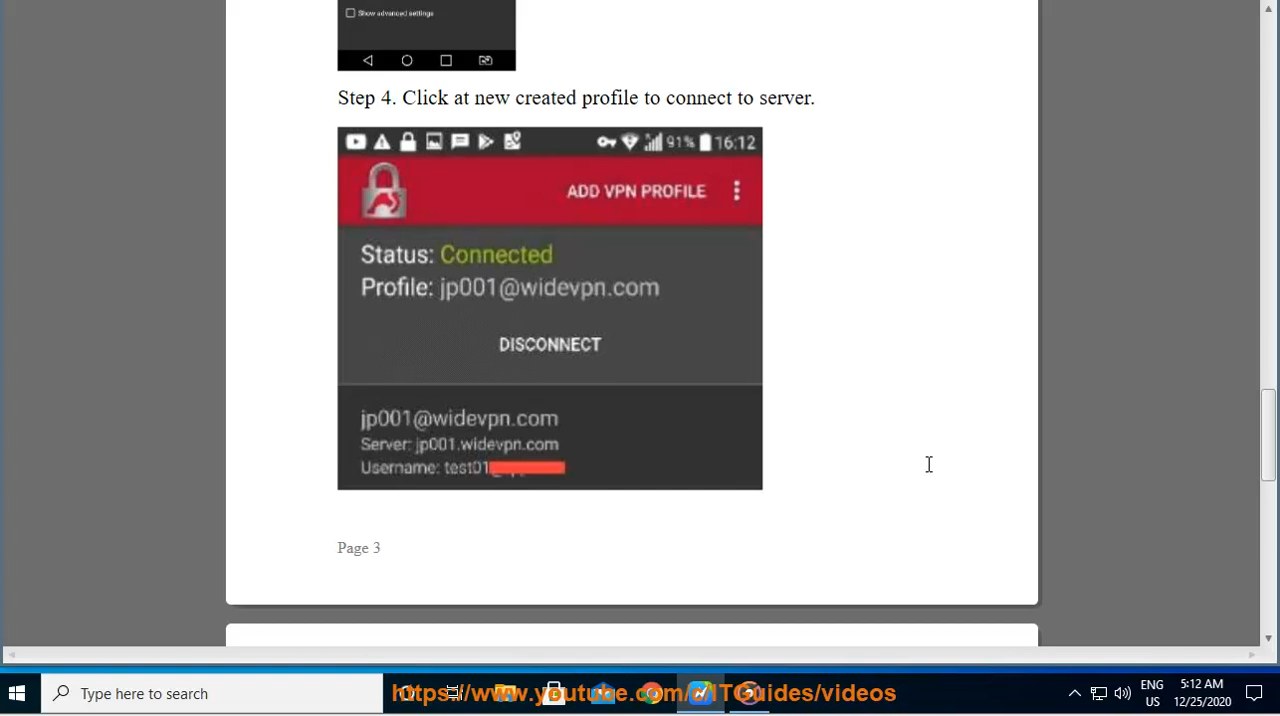 Show advanced settings
Step 4. Click at new created profile to connect to server.
91% 16:12
ADD VPN PROFILE
Status: Connected
Profile: jp001@widevpn.com
DISCONNECT
jp001@widevpn.com
Server: jp001.widevpn.com
Username: test01
Page 3
Type here to search
https://www.youtube.com/c/ITGuides/videos
ENG
US
5:12 AM
12/25/2020